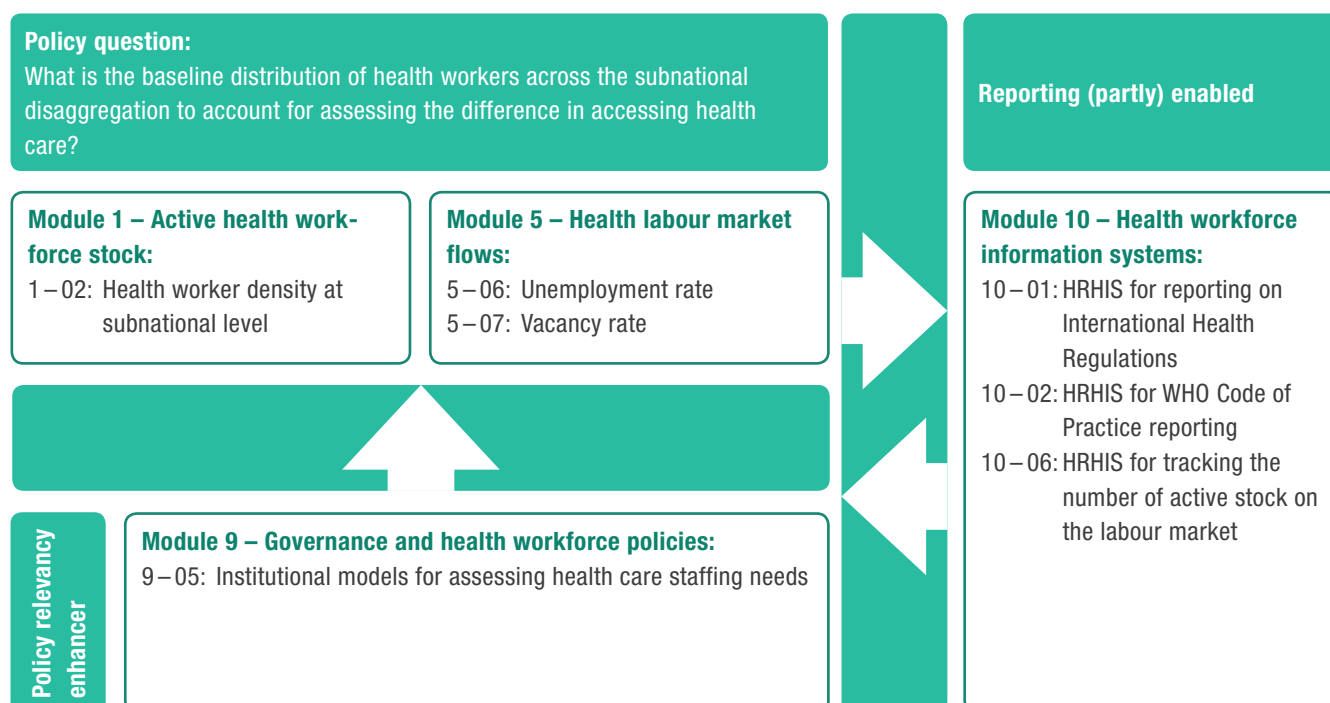 Policy question:
What is the baseline distribution of health workers across the subnational
disaggregation to account for assessing the difference in accessing health
care?
Reporting (partly) enabled
Module 1 – Active health work-
force stock:
1 – 02: Health worker density at
subnational level
Module 5 – Health labour market
flows:
5 – 06: Unemployment rate
5 – 07: Vacancy rate
Module 10 – Health workforce
information systems:
10 – 01: HRHIS for reporting on
International Health
Regulations
10 – 02: HRHIS for WHO Code of
Practice reporting
10 – 06: HRHIS for tracking the
number of active stock on
the labour market
Policy relevancy
enhancer
Module 9 – Governance and health workforce policies:
9 – 05: Institutional models for assessing health care staffing needs